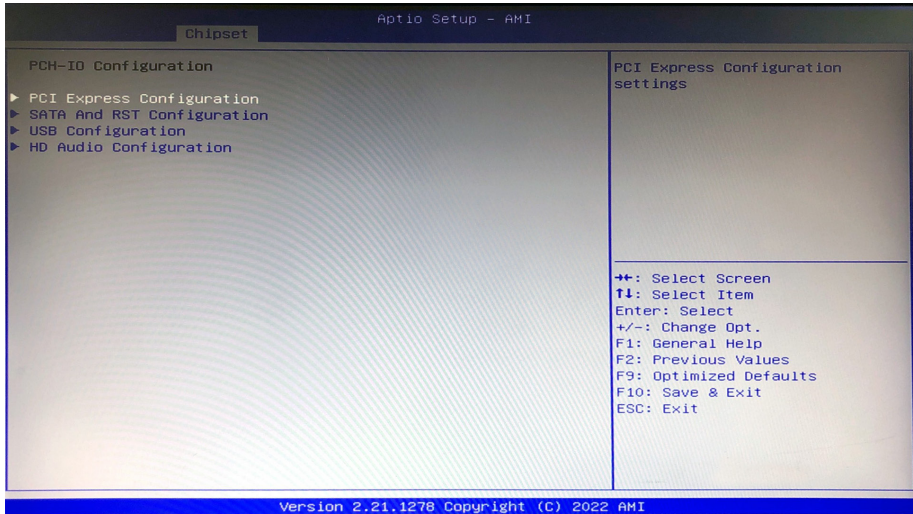 Aptio Setup – AMI
Chipset
PCH-IO Configuration
► PCI Express Configuration
► SATA And RST Configuration
► USB Configuration
► HD Audio Configuration
PCI Express Configuration
settings
→←: Select Screen
↑↓: Select Item
Enter: Select
+/-: Change Opt.
F1: General Help
F2: Previous Values
F9: Optimized Defaults
F10: Save & Exit
ESC: Exit
Version 2.21.1278 Copyright (C) 2022 AMI